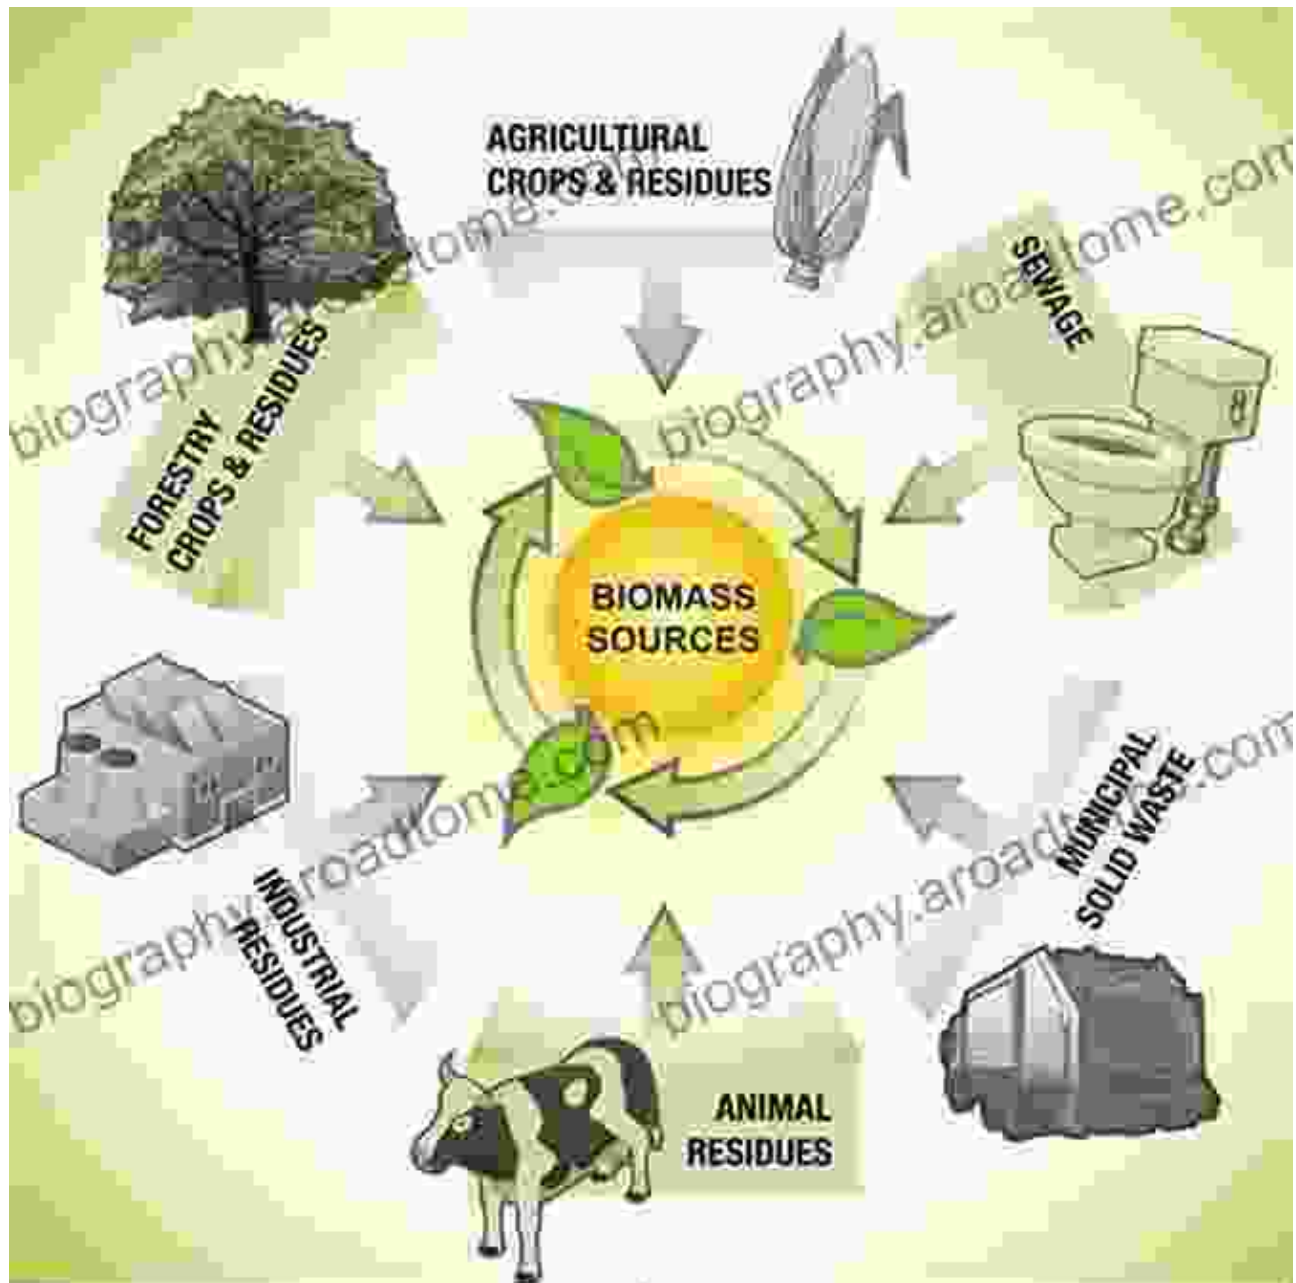 AGRICULTURAL
CROPS & RESIDUES
SEWAGE
FORESTRY
CROPS & RESIDUES
BIOMASS
SOURCES
MUNICIPAL
SOLID WASTE
INDUSTRIAL
RESIDUES
ANIMAL
RESIDUES
biography.aroadtome.com
biography.aroadtome.com
biography.aroadtome.com
biography.aroadtome.com